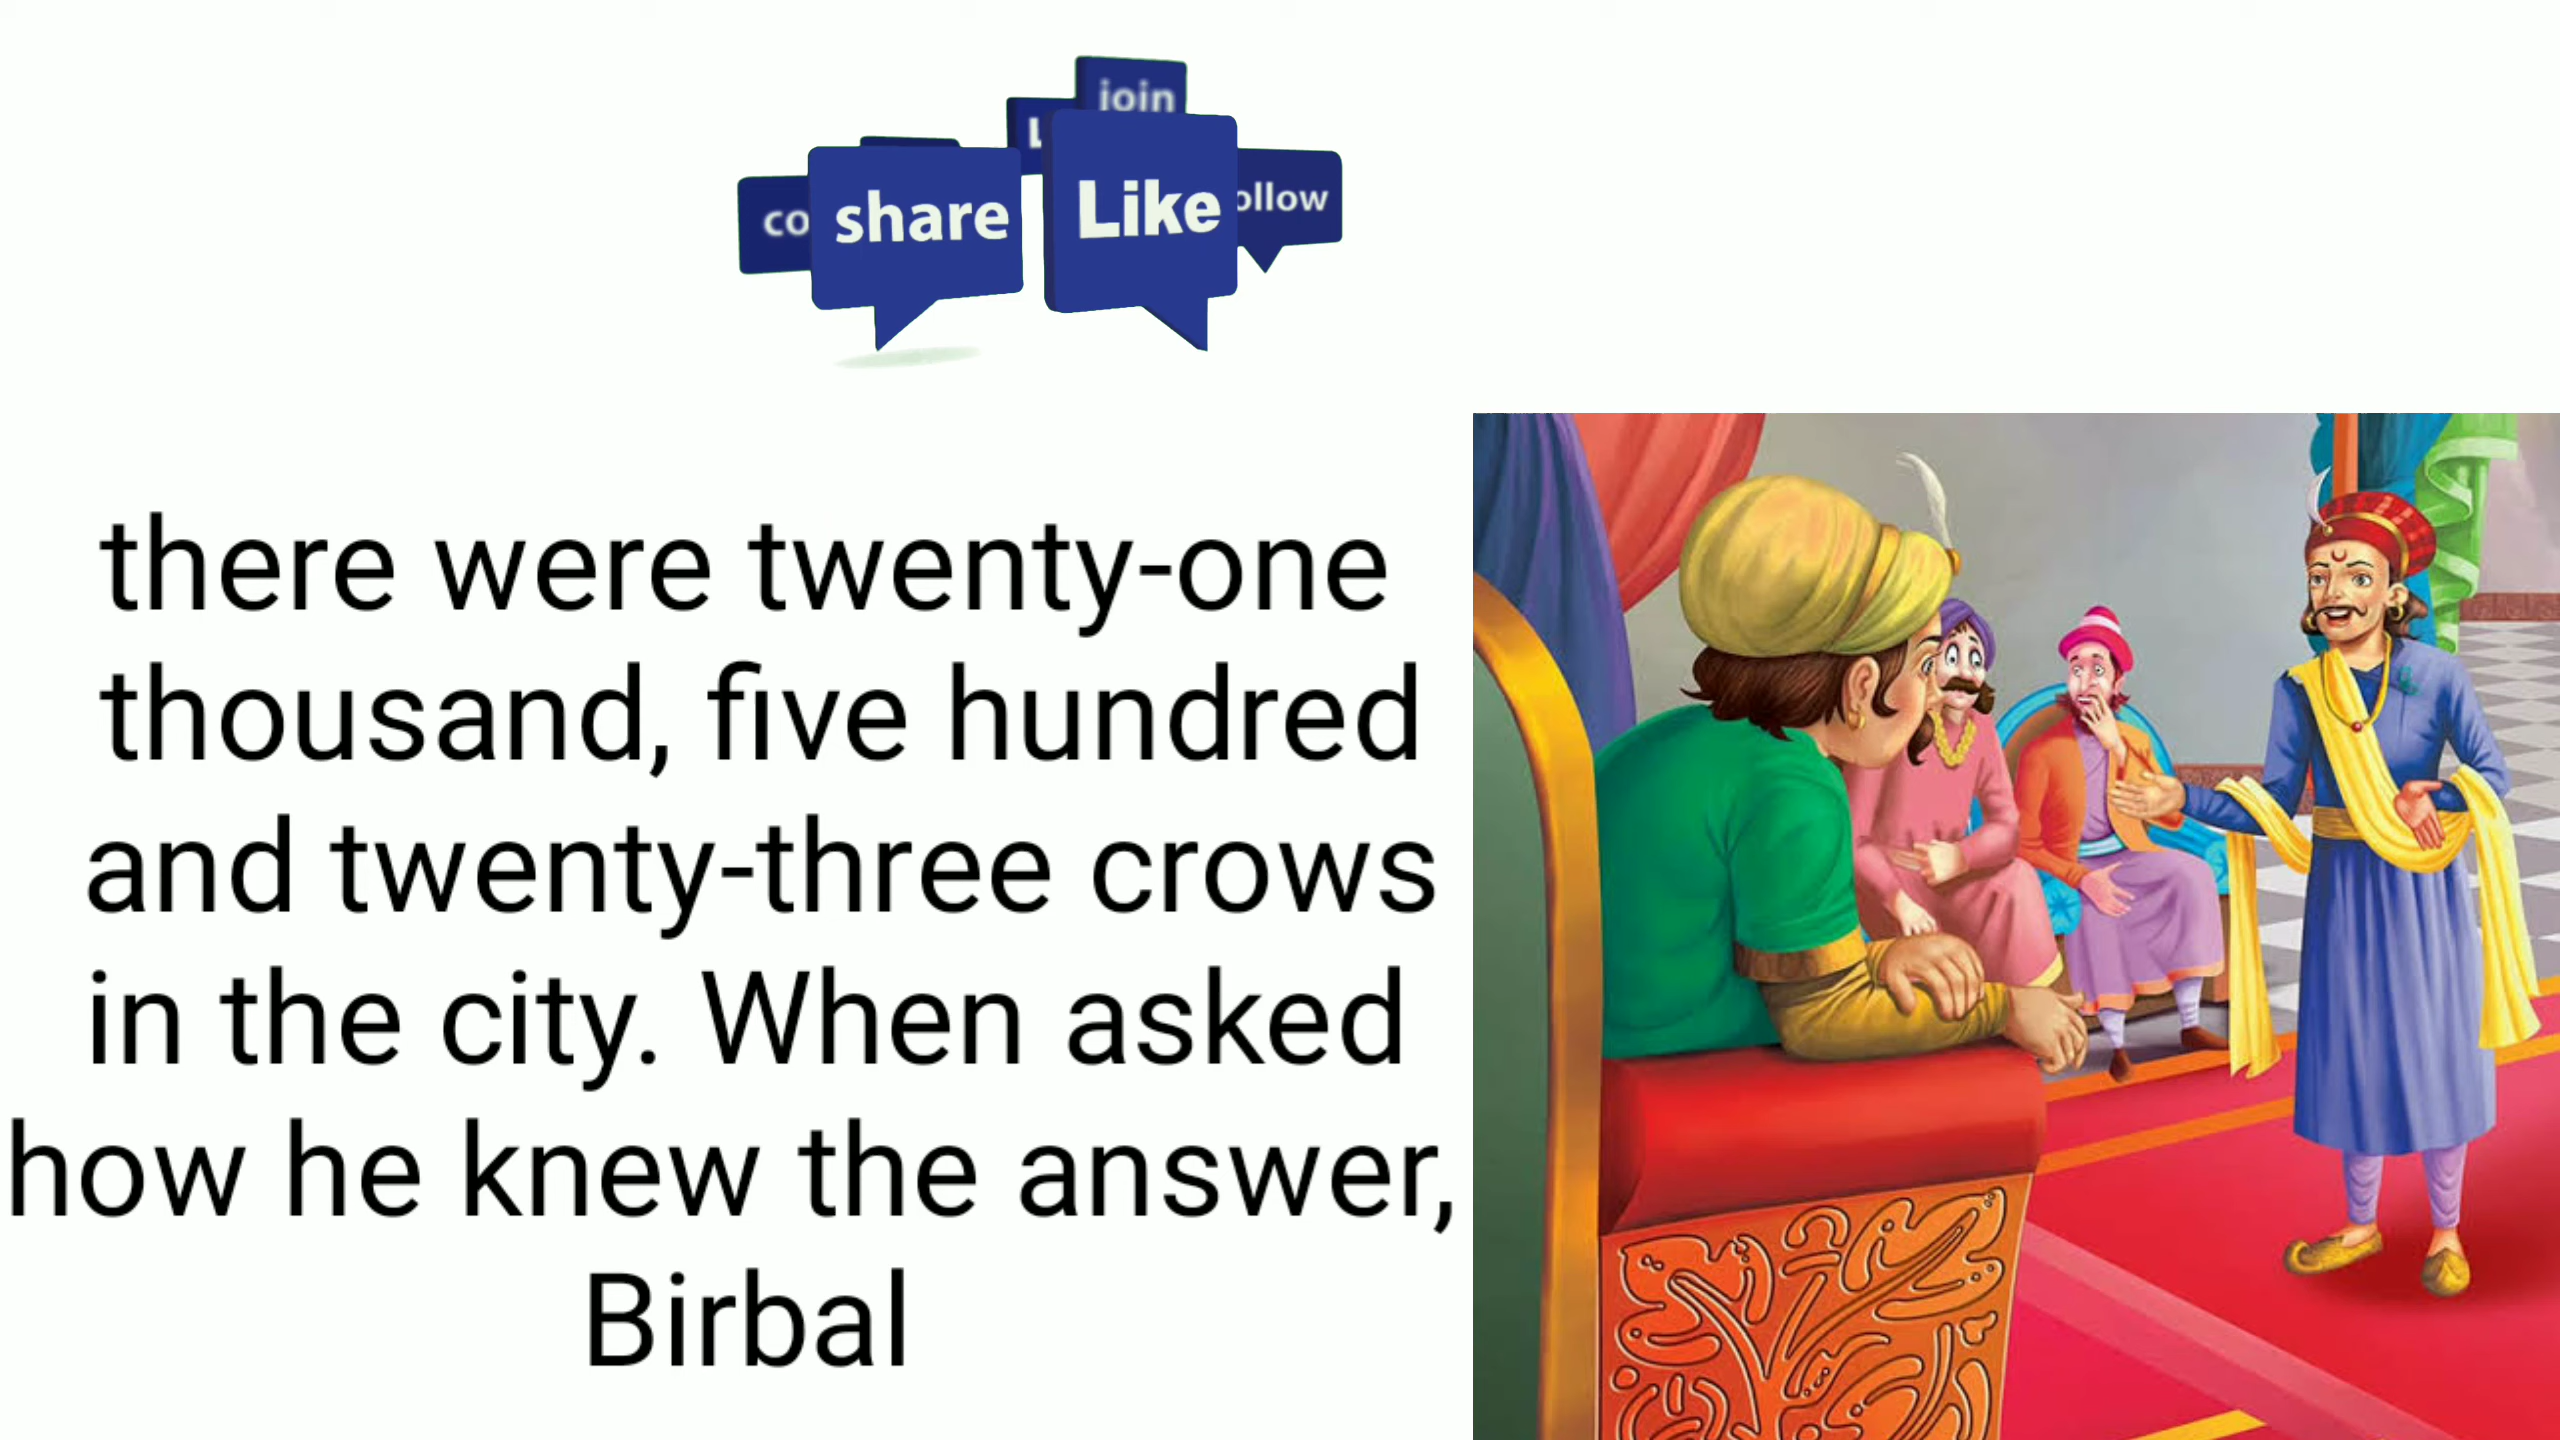 join
L
co share Like ollow
there were twenty-one
thousand, five hundred
and twenty-three crows
in the city. When asked
how he knew the answer,
Birbal